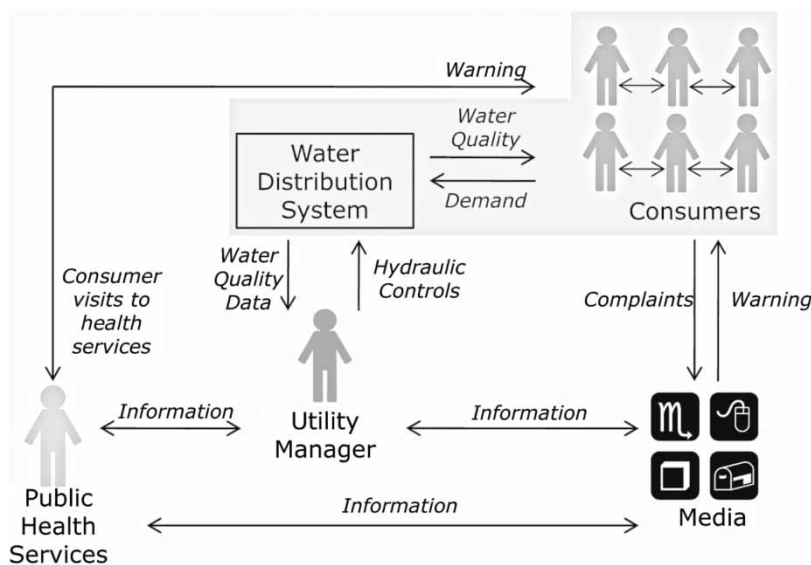 Warning
Water
Quality
Water
Distribution
System
Demand
Consumers
Water
Quality
Data
Hydraulic
Controls
Consumer
visits to
health
services
Complaints
Warning
Information
Utility
Manager
Information
Public
Health
Services
Information
Media